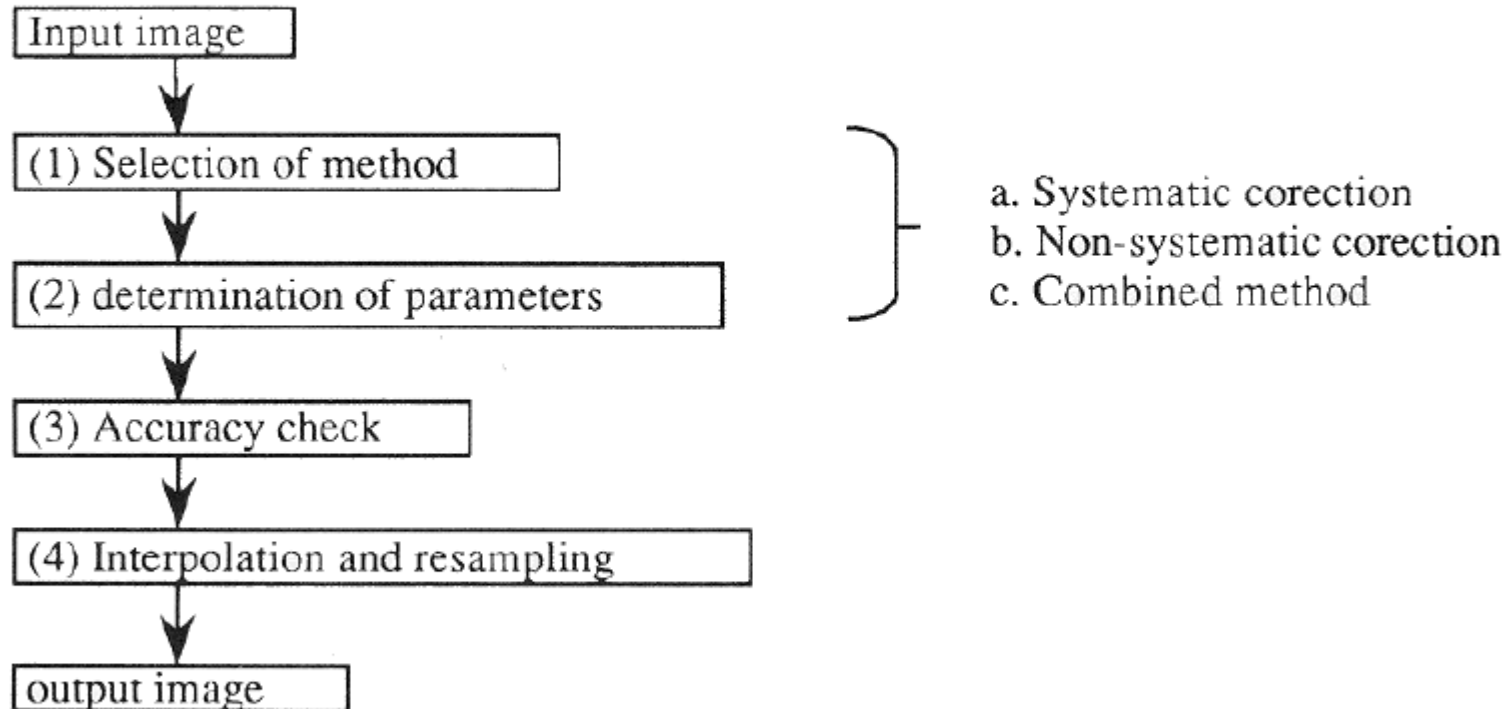 Input image
(1) Selection of method
(2) determination of parameters
(3) Accuracy check
(4) Interpolation and resampling
output image
a. Systematic corection
b. Non-systematic corection
c. Combined method